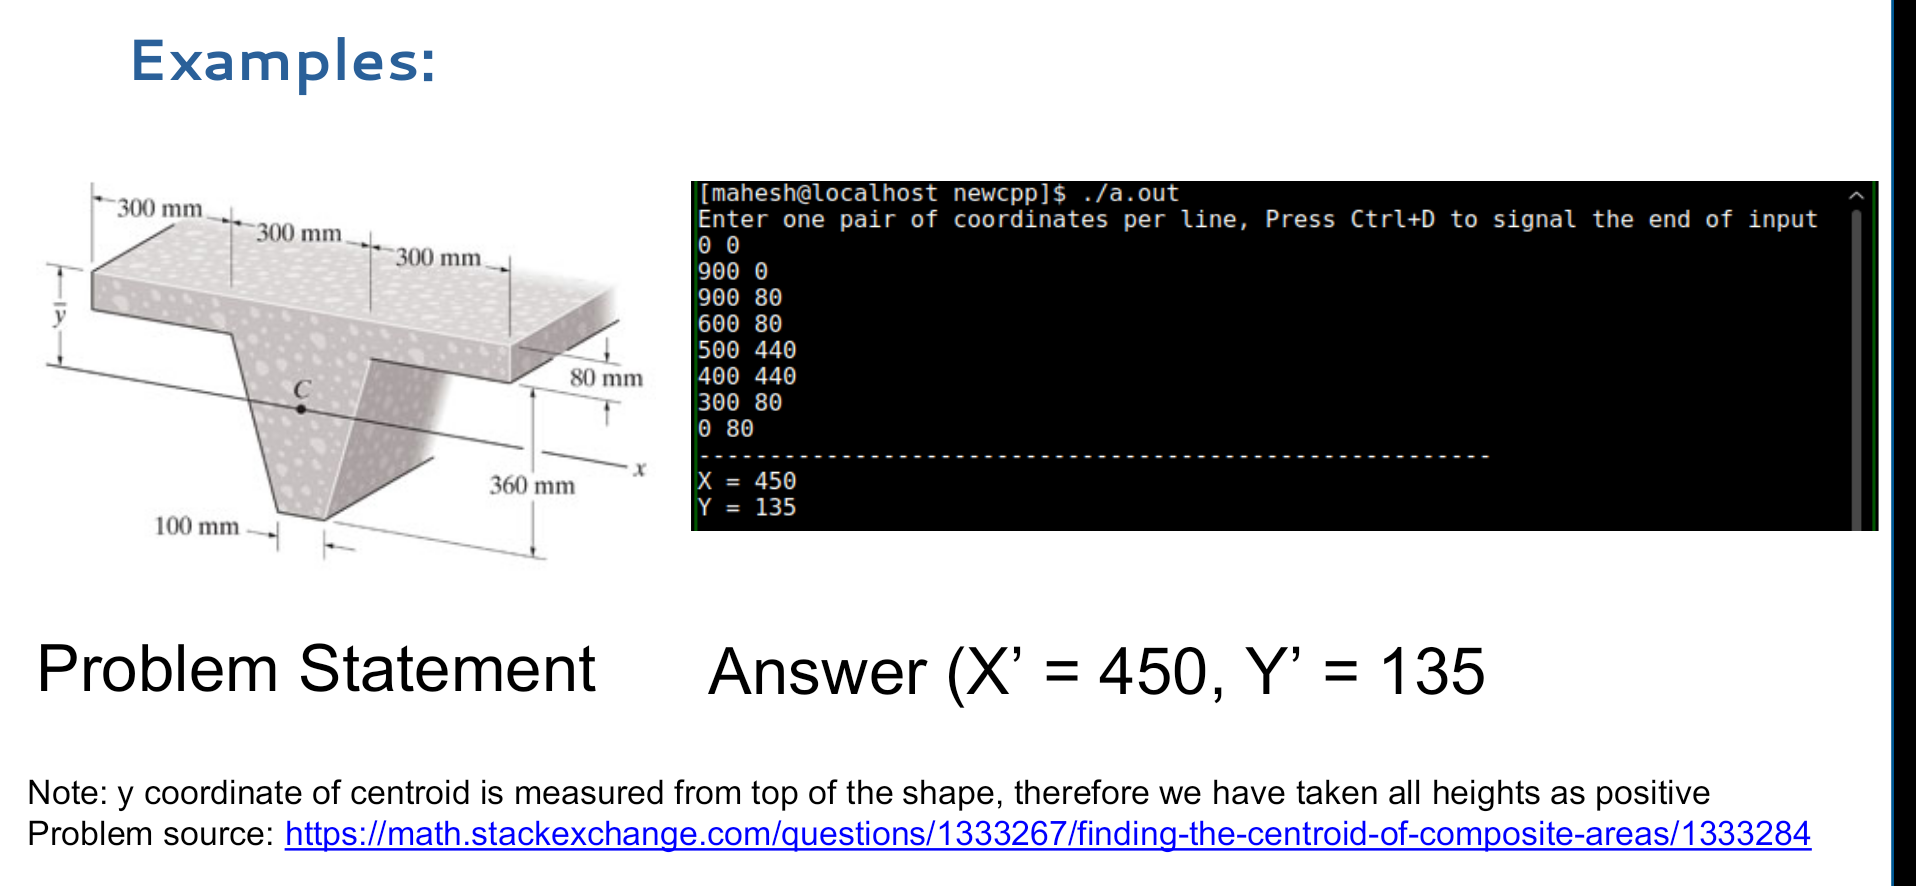 Examples:
300 mm
300 mm
300 mm
y̅
C
80 mm
x
360 mm
100 mm
[mahesh@localhost newcpp]$ ./a.out
Enter one pair of coordinates per line, Press Ctrl+D to signal the end of input
0 0
900 0
900 80
600 80
500 440
400 440
300 80
0 80
--------------------------------------------------------
X = 450
Y = 135
Problem Statement
Answer (X’ = 450, Y’ = 135
Note: y coordinate of centroid is measured from top of the shape, therefore we have taken all heights as positive
Problem source: https://math.stackexchange.com/questions/1333267/finding-the-centroid-of-composite-areas/1333284